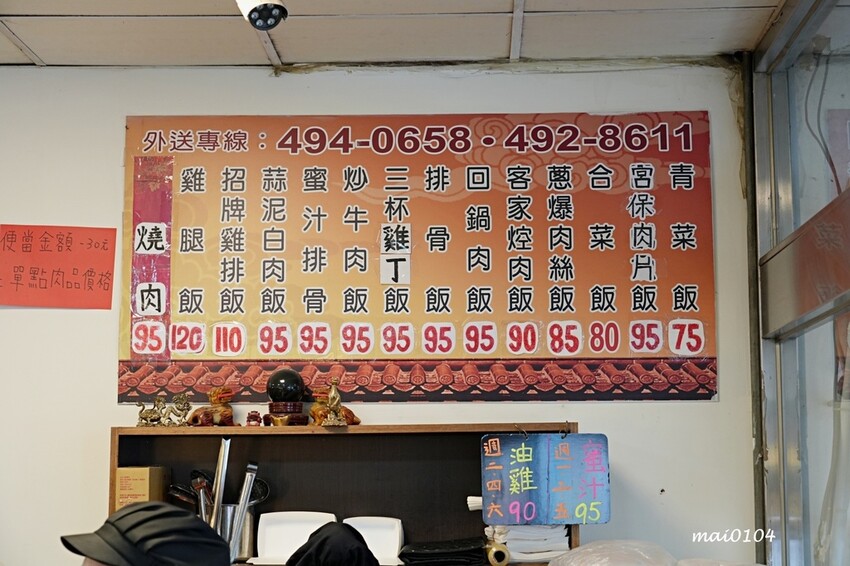 外送專線：494-0658・492-8611
燒肉 95
雞腿飯 120
招牌雞排飯 110
蒜泥白肉飯 95
蜜汁排骨 95
炒牛肉飯 95
三杯雞丁飯 95
排骨飯 95
回鍋肉飯 95
客家焢肉飯 90
蔥爆肉絲飯 85
合菜飯 80
宮保肉片飯 95
青菜飯 75
便當金額-30元
單點肉品價格
週二四六
油雞
90
週一三五
蜜汁
95
mai0104